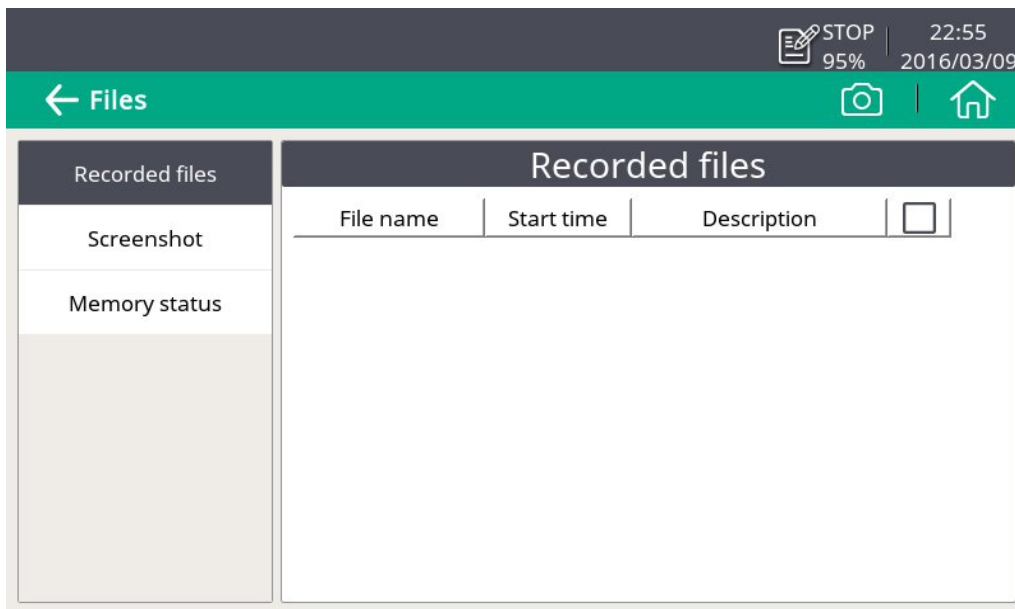 STOP 22:55
95% 2016/03/09
Files
Recorded files
Screenshot
Memory status
Recorded files
File name Start time Description